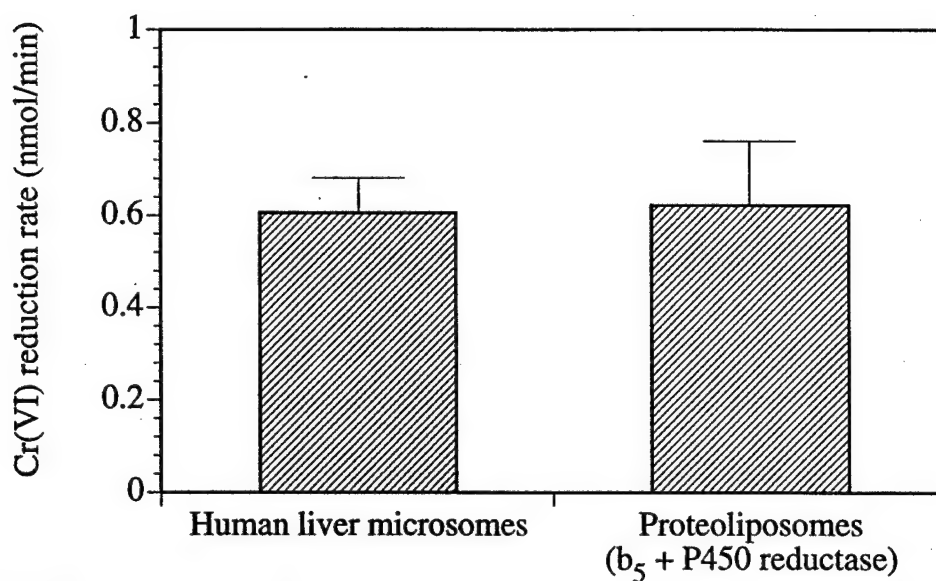 Cr(VI) reduction rate (nmol/min)
1
0.8
0.6
0.4
0.2
0
Human liver microsomes
Proteoliposomes
(b₅ + P450 reductase)